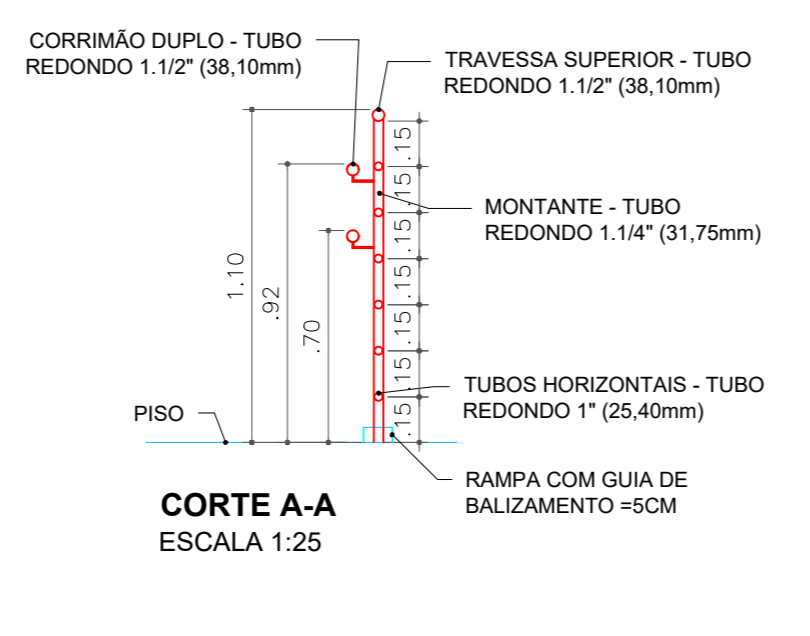 CORRIMÃO DUPLO - TUBO
REDONDO 1.1/2" (38,10mm)
TRAVESSA SUPERIOR - TUBO
REDONDO 1.1/2" (38,10mm)
.15
.15
MONTANTE - TUBO
REDONDO 1.1/4" (31,75mm)
.15
1.10
.92
.70
.15
.15
.15
TUBOS HORIZONTAIS - TUBO
REDONDO 1" (25,40mm)
.15
PISO
RAMPA COM GUIA DE
BALIZAMENTO =5CM
CORTE A-A
ESCALA 1:25